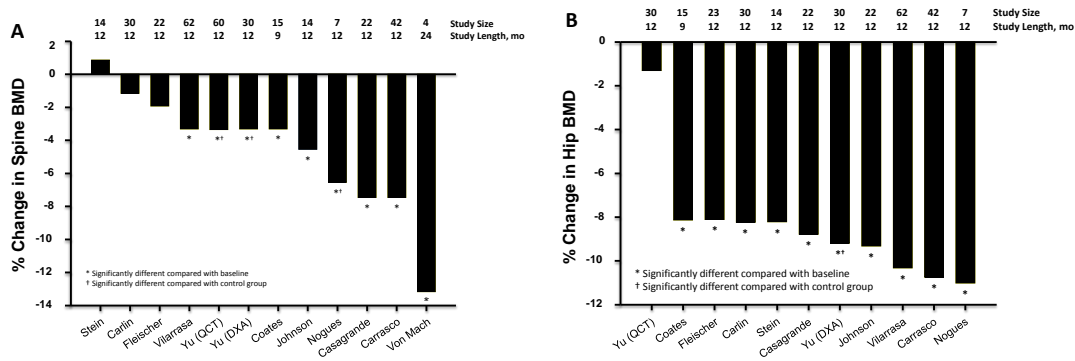 A
14 30 22 62 60 30 15 14 7 22 42 4 Study Size
12 12 12 12 12 12 9 12 12 12 12 24 Study Length, mo
% Change in Spine BMD
2
0
-2
-4
-6
-8
-10
-12
-14
* *† *† * * *† * * *
* Significantly different compared with baseline
† Significantly different compared with control group
Stein Carlin Fleischer Vilarrasa Yu (QCT) Yu (DXA) Coates Johnson Nogues Casagrande Carrasco Von Mach
B
30 15 23 30 14 22 30 22 62 42 7 Study Size
12 9 12 12 12 12 12 12 12 12 12 Study Length, mo
% Change in Hip BMD
0
-2
-4
-6
-8
-10
-12
* * * * * *† * * * *
* Significantly different compared with baseline
† Significantly different compared with control group
Yu (QCT) Coates Fleischer Carlin Stein Casagrande Yu (DXA) Johnson Vilarrasa Carrasco Nogues